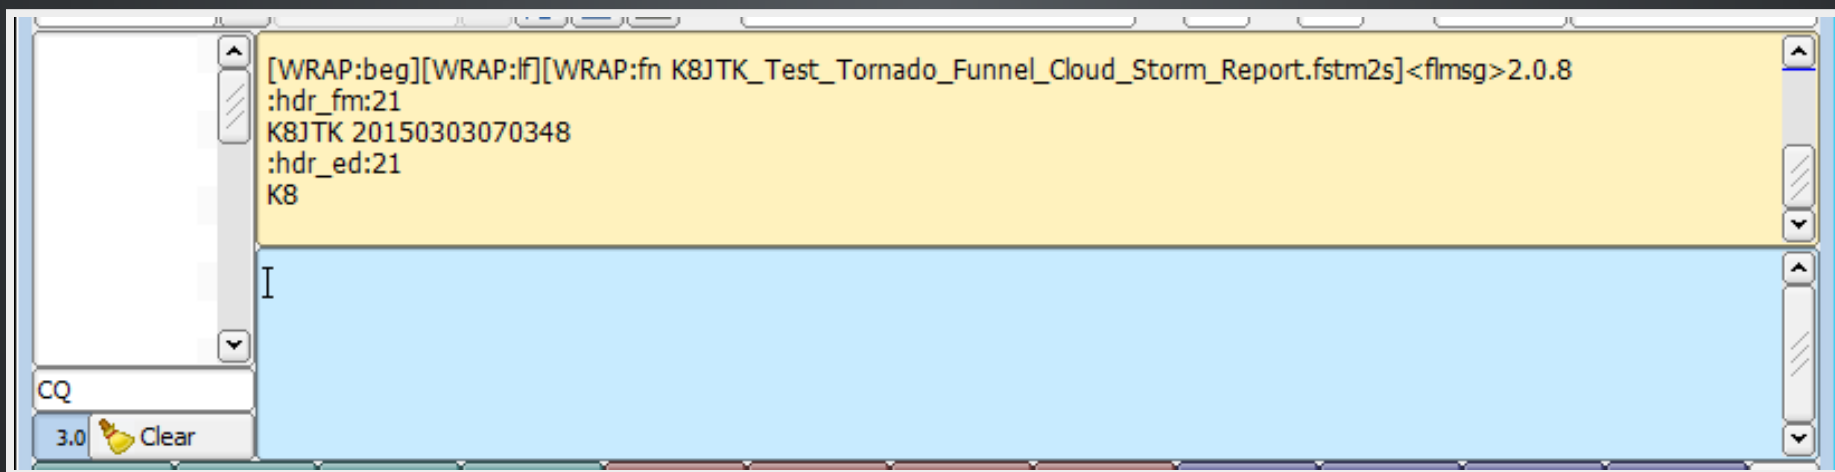 [WRAP:beg][WRAP:lf][WRAP:fn K8JTK_Test_Tornado_Funnel_Cloud_Storm_Report.fstm2s]<flmsg>2.0.8
:hdr_fm:21
K8JTK 20150303070348
:hdr_ed:21
K8
CQ
3.0 Clear